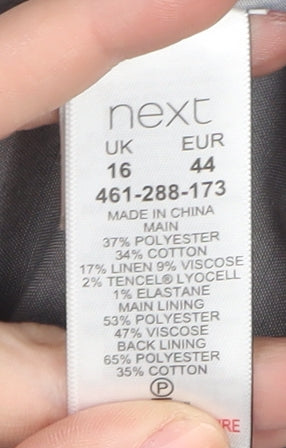 next
UK EUR
16 44
461-288-173
MADE IN CHINA
MAIN
37% POLYESTER
34% COTTON
17% LINEN 9% VISCOSE
2% TENCEL® LYOCELL
1% ELASTANE
MAIN LINING
53% POLYESTER
47% VISCOSE
BACK LINING
65% POLYESTER
35% COTTON
P